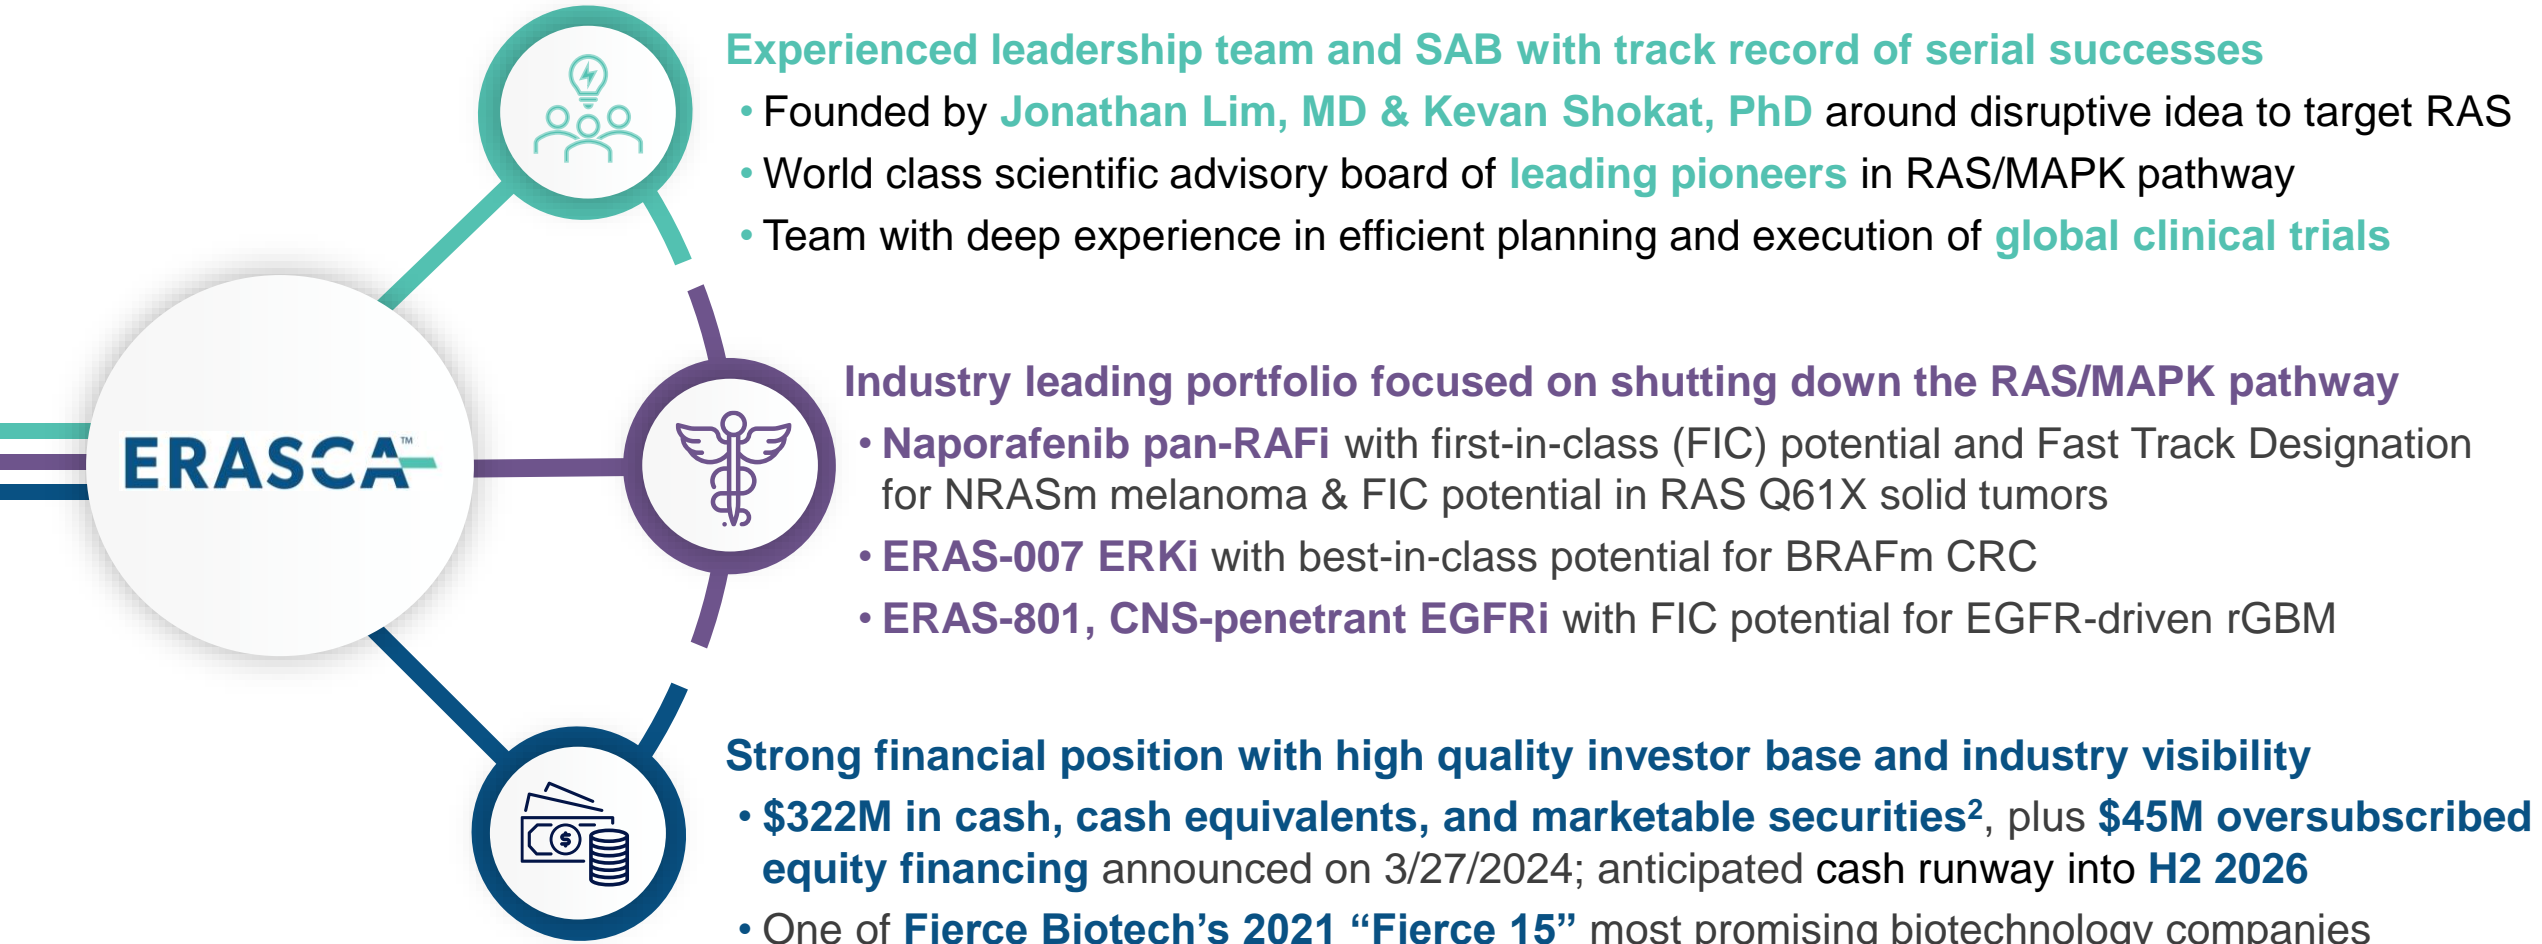 Experienced leadership team and SAB with track record of serial successes
• Founded by Jonathan Lim, MD & Kevan Shokat, PhD around disruptive idea to target RAS
• World class scientific advisory board of leading pioneers in RAS/MAPK pathway
• Team with deep experience in efficient planning and execution of global clinical trials
ERASCA™
Industry leading portfolio focused on shutting down the RAS/MAPK pathway
• Naporafenib pan-RAFi with first-in-class (FIC) potential and Fast Track Designation
for NRASm melanoma & FIC potential in RAS Q61X solid tumors
• ERAS-007 ERKi with best-in-class potential for BRAFm CRC
• ERAS-801, CNS-penetrant EGFRi with FIC potential for EGFR-driven rGBM
Strong financial position with high quality investor base and industry visibility
• $322M in cash, cash equivalents, and marketable securities², plus $45M oversubscribed
equity financing announced on 3/27/2024; anticipated cash runway into H2 2026
• One of Fierce Biotech's 2021 “Fierce 15” most promising biotechnology companies